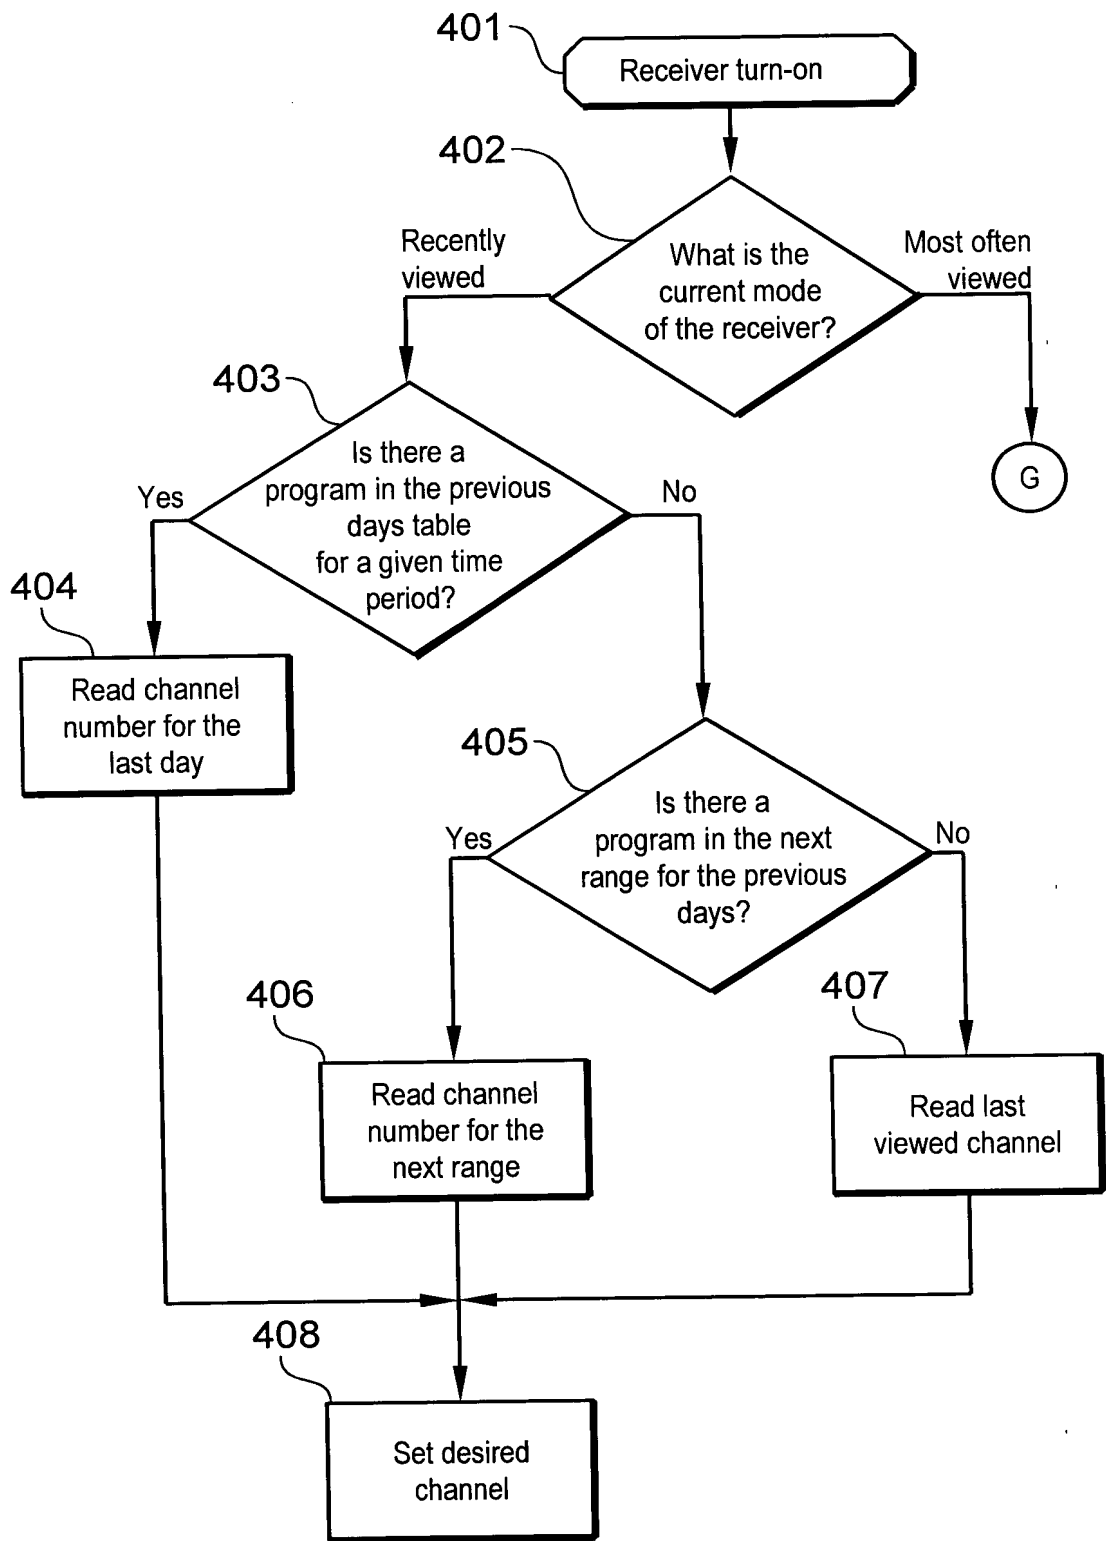 401
Receiver turn-on
402
Recently
viewed
What is the
current mode
of the receiver?
Most often
viewed
403
G
Is there a
program in the previous
days table
for a given time
period?
Yes
No
404
Read channel
number for the
last day
405
Is there a
program in the next
range for the previous
days?
Yes
No
406
407
Read channel
number for the
next range
Read last
viewed channel
408
Set desired
channel